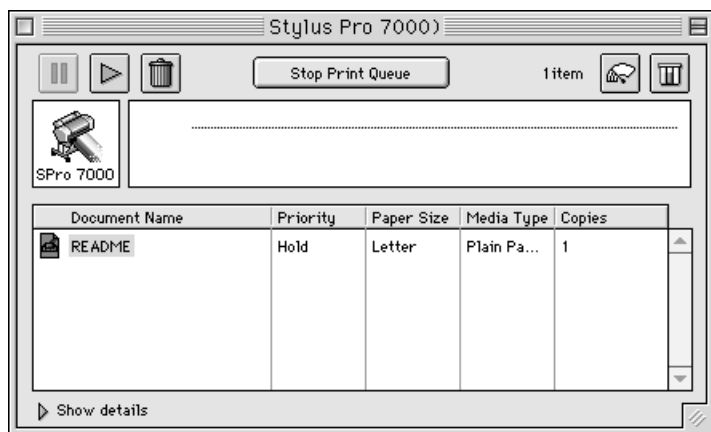 Stylus Pro 7000)
Stop Print Queue 1 item
SPro 7000
Document Name Priority Paper Size Media Type Copies
README Hold Letter Plain Pa... 1
Show details